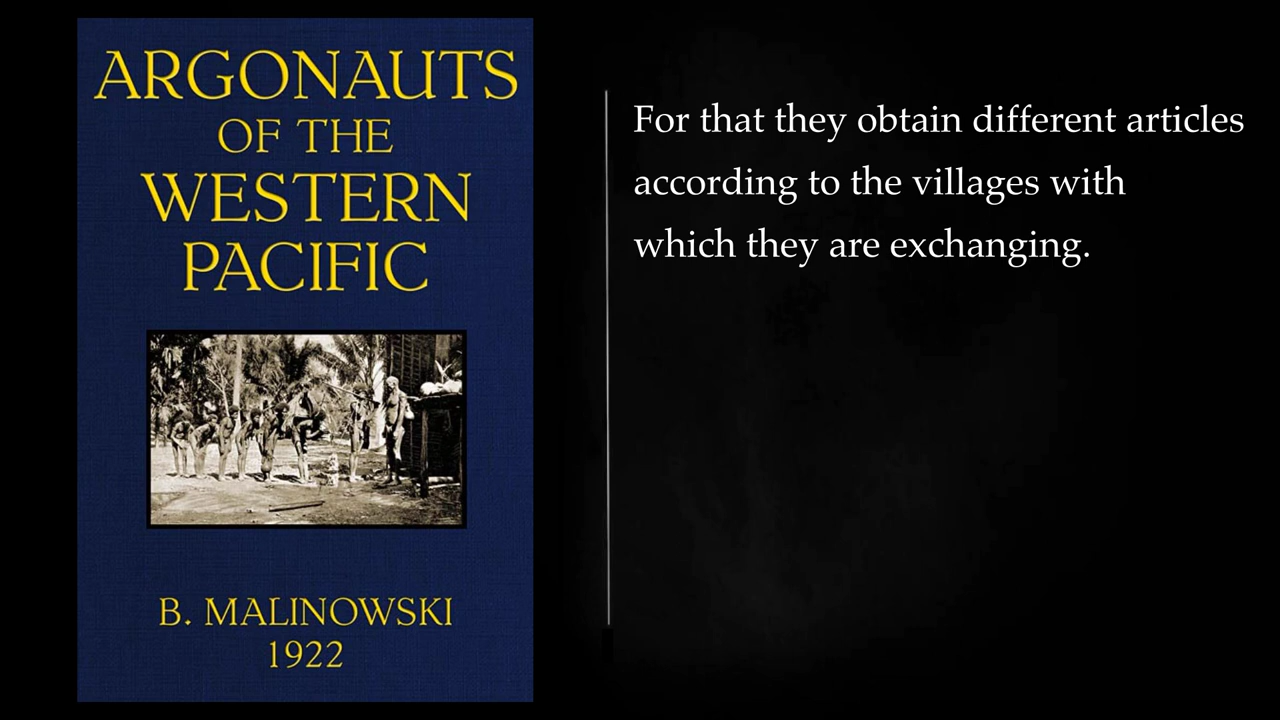 ARGONAUTS
OF THE
WESTERN
PACIFIC
B. MALINOWSKI
1922
For that they obtain different articles
according to the villages with
which they are exchanging.